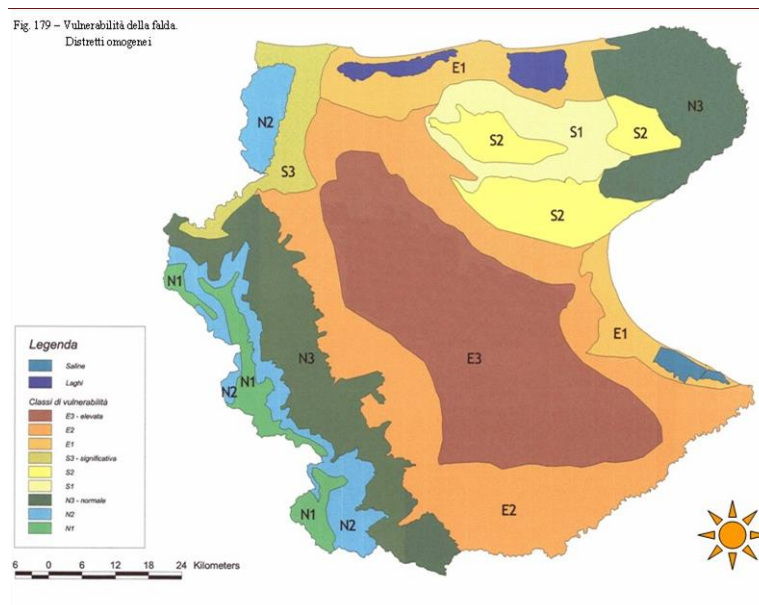 Fig. 179 – Vulnerabilità della falda.
Distretti omogenei
E1
N3
N2
S1
S2
S2
S3
S2
N1
E1
N3
E3
N1
N2
E2
N1
N2
Legenda
Saline
Laghi
Classi di vulnerabilità
E3 - elevata
E2
E1
S3 - significativa
S2
S1
N3 - normale
N2
N1
6 0 6 12 18 24 Kilometers